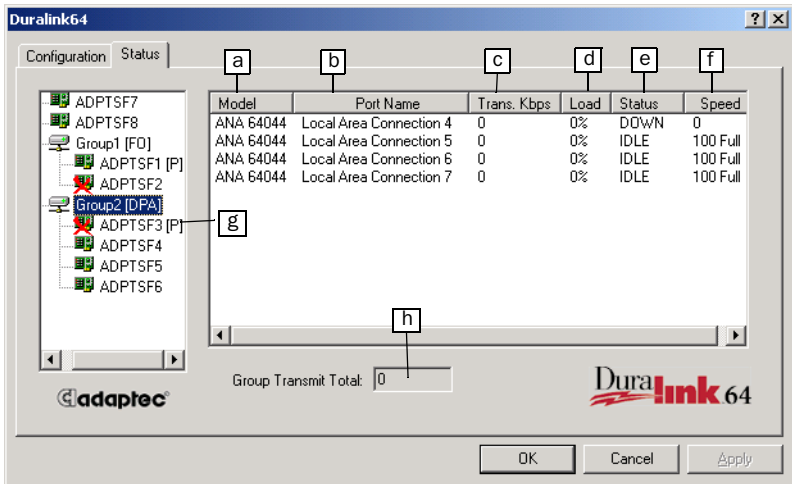 Duralink64
Configuration Status
a b c d e f
ADPTSF7
ADPTSF8
Group1 [FO]
ADPTSF1 [P]
ADPTSF2
Group2 [DPA]
ADPTSF3 [P]
ADPTSF4
ADPTSF5
ADPTSF6
g
Model Port Name Trans. Kbps Load Status Speed
ANA 64044 Local Area Connection 4 0 0% DOWN 0
ANA 64044 Local Area Connection 5 0 0% IDLE 100 Full
ANA 64044 Local Area Connection 6 0 0% IDLE 100 Full
ANA 64044 Local Area Connection 7 0 0% IDLE 100 Full
h
Group Transmit Total: 0
adaptec
Duralink 64
OK Cancel Apply